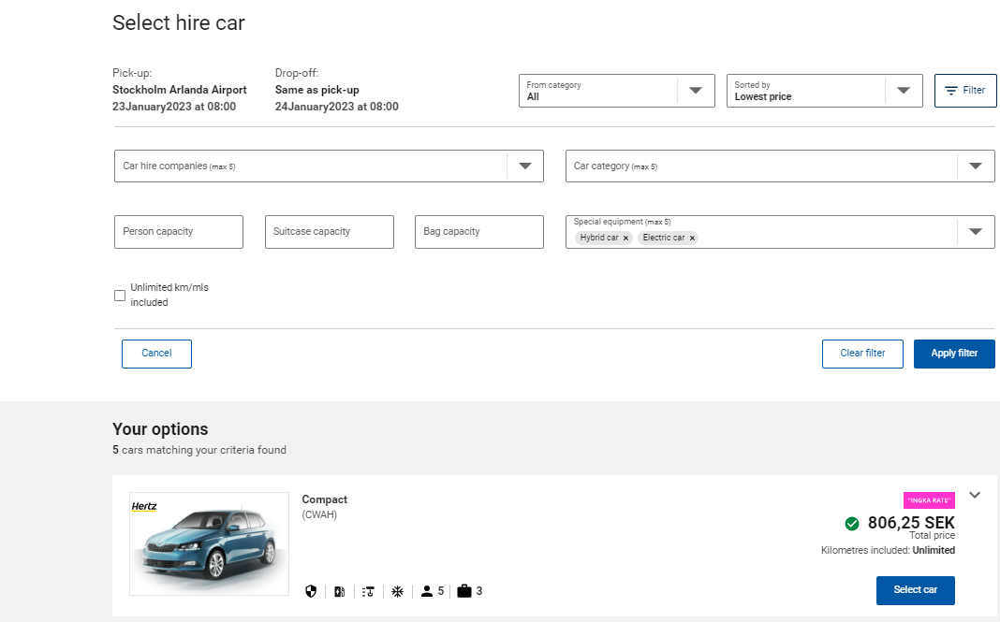 Select hire car
Pick-up:
Stockholm Arlanda Airport
23January2023 at 08:00
Drop-off:
Same as pick-up
24January2023 at 08:00
From category
All
Sorted by
Lowest price
Filter
Car hire companies (max 5)
Car category (max 5)
Person capacity
Suitcase capacity
Bag capacity
Special equipment (max 5)
Hybrid car × Electric car ×
Unlimited km/mls
included
Cancel
Clear filter
Apply filter
Your options
5 cars matching your criteria found
Hertz
Compact
(CWAH)
5
3
"INGKA RATE"
806,25 SEK
Total price
Kilometres included: Unlimited
Select car